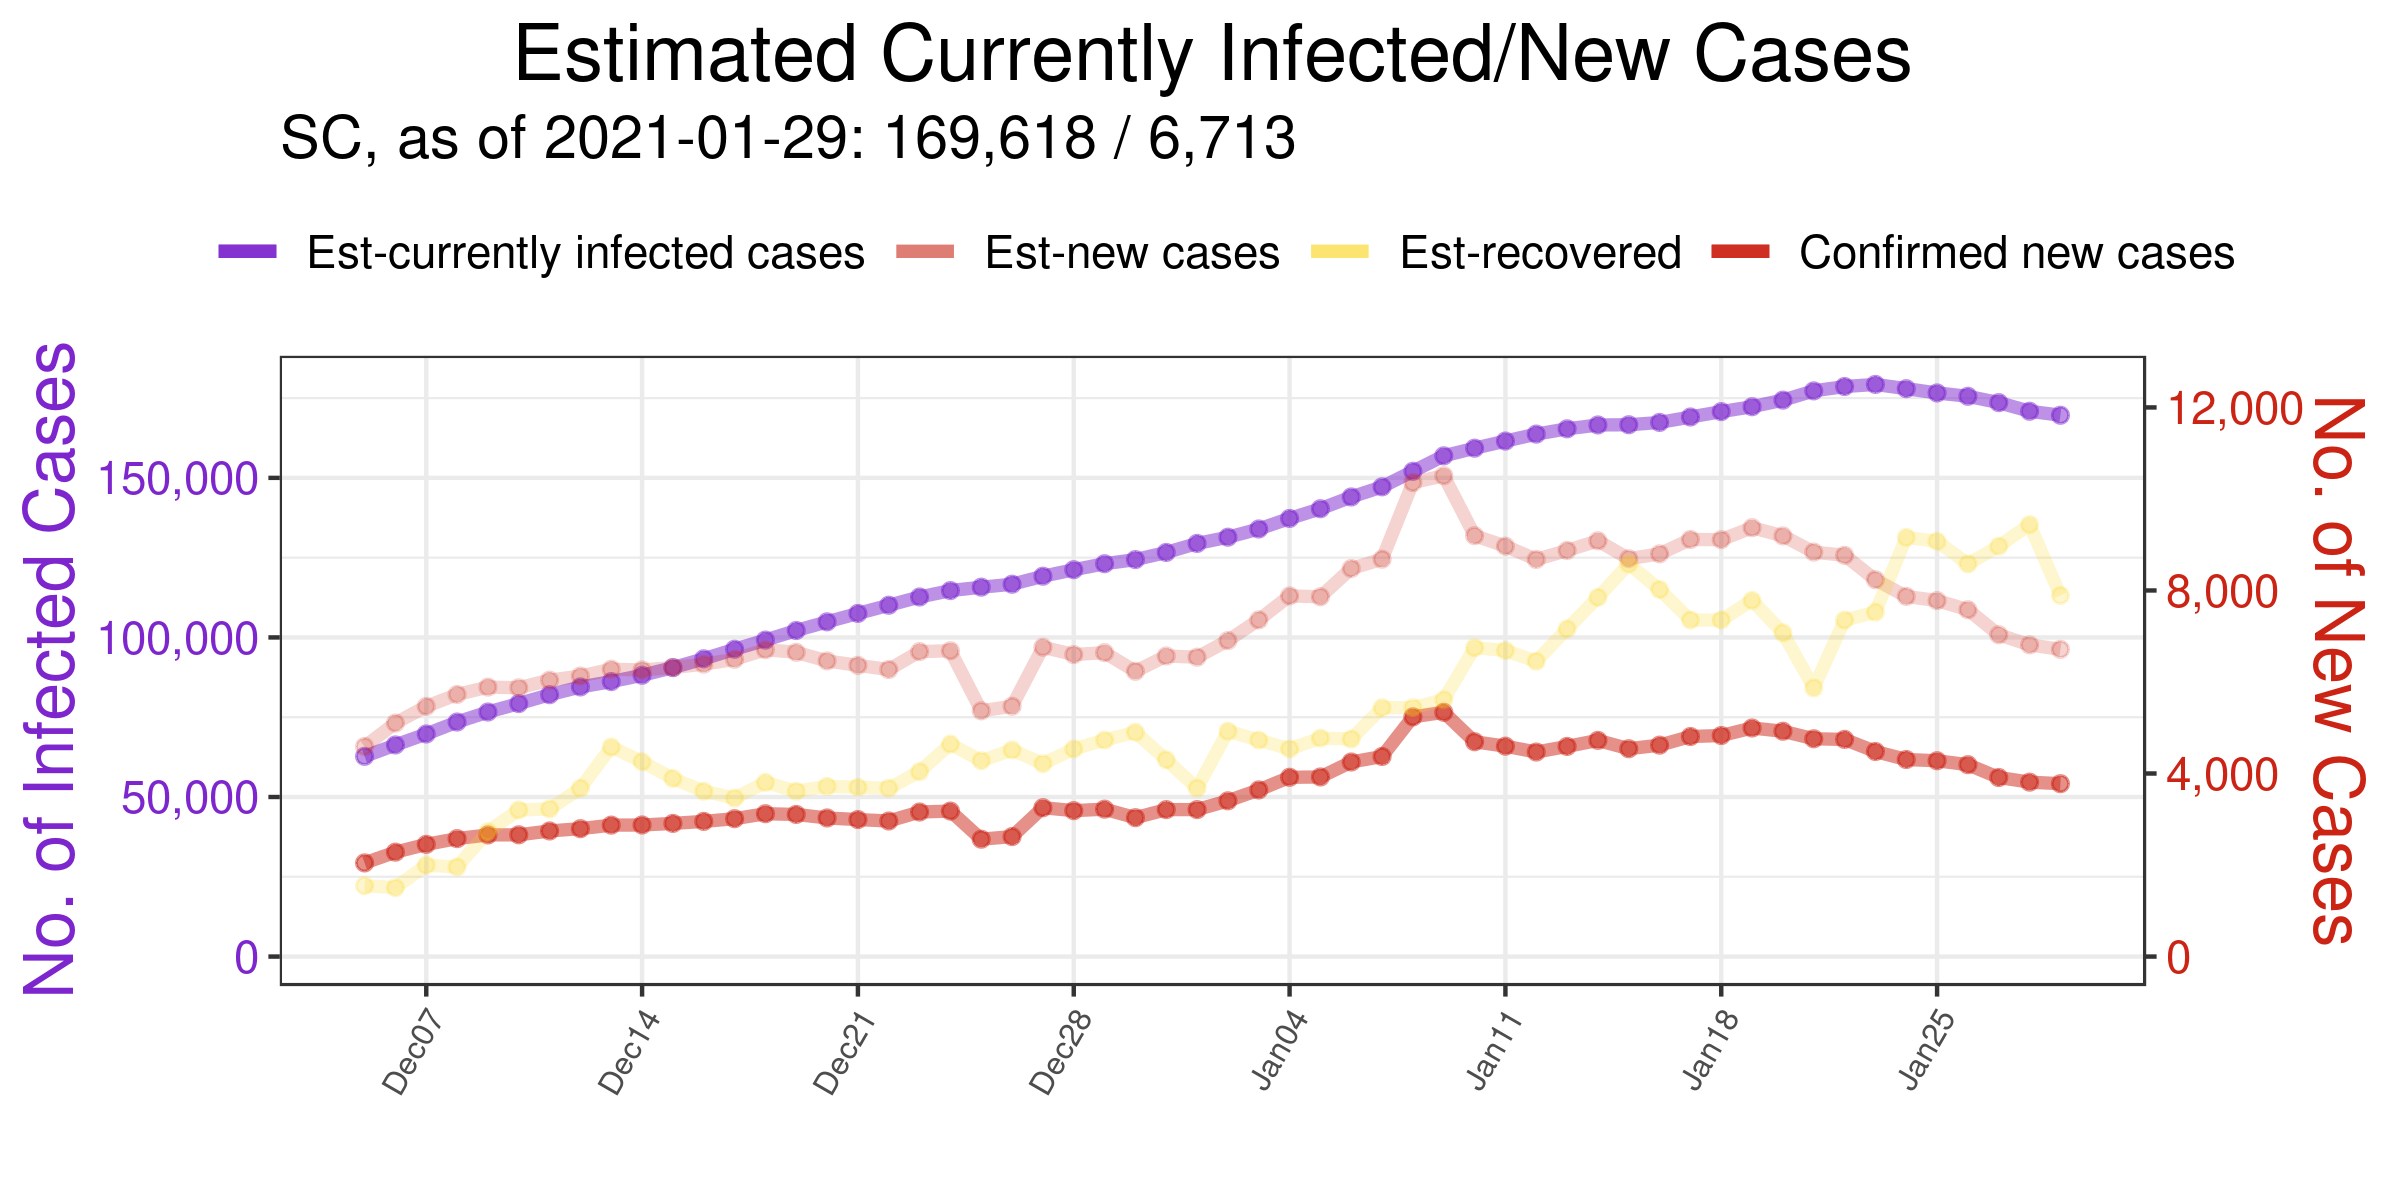 Estimated Currently Infected/New Cases
SC, as of 2021-01-29: 169,618 / 6,713
Est-currently infected cases Est-new cases Est-recovered Confirmed new cases
No. of Infected Cases
150,000
100,000
50,000
0
12,000
8,000
4,000
0
No. of New Cases
Dec07 Dec14 Dec21 Dec28 Jan04 Jan11 Jan18 Jan25